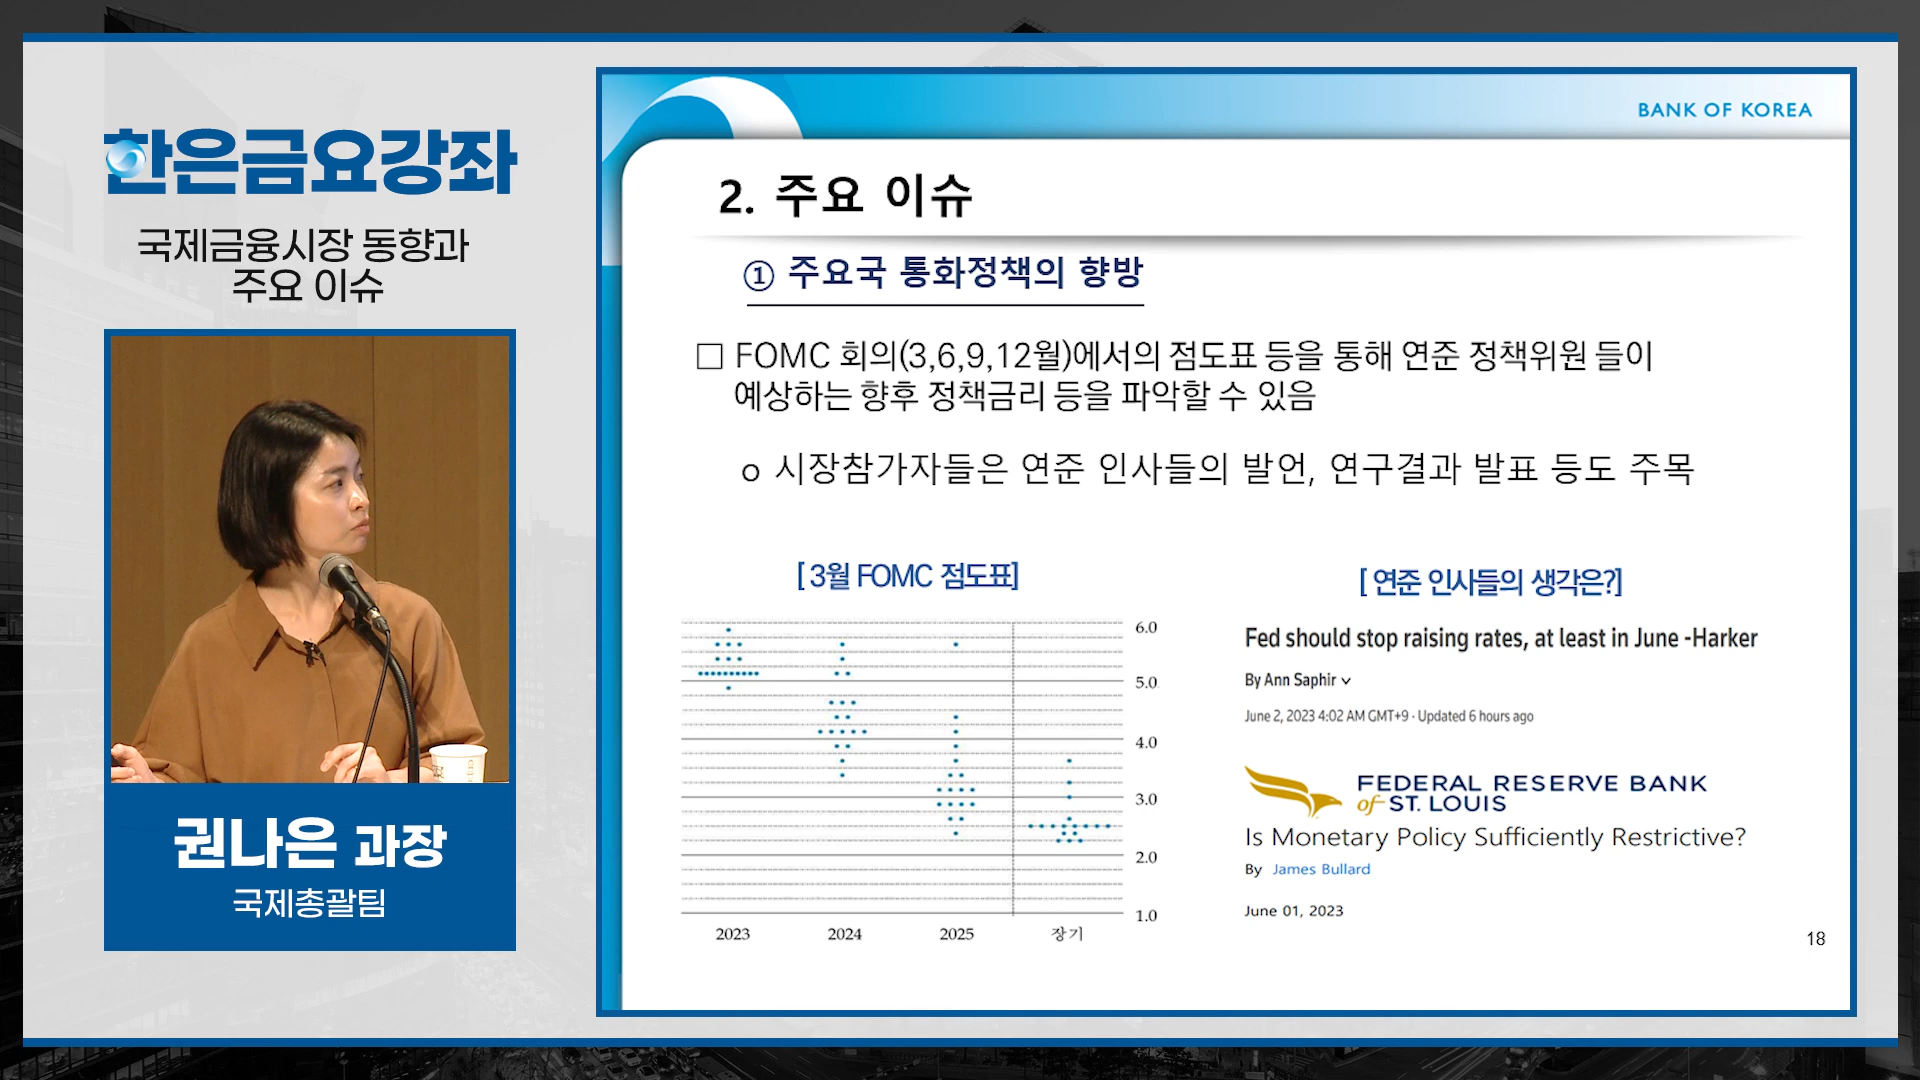 한은금요강좌
국제금융시장 동향과
주요 이슈
권나은 과장
국제총괄팀
BANK OF KOREA
2. 주요 이슈
① 주요국 통화정책의 향방
□ FOMC 회의(3,6,9,12월)에서의 점도표 등을 통해 연준 정책위원 들이
예상하는 향후 정책금리 등을 파악할 수 있음
o 시장참가자들은 연준 인사들의 발언, 연구결과 발표 등도 주목
[ 3월 FOMC 점도표]
6.0
5.0
4.0
3.0
2.0
1.0
2023 2024 2025 장기
[ 연준 인사들의 생각은?]
Fed should stop raising rates, at least in June -Harker
By Ann Saphir
June 2, 2023 4:02 AM GMT+9 · Updated 6 hours ago
FEDERAL RESERVE BANK
of ST. LOUIS
Is Monetary Policy Sufficiently Restrictive?
By James Bullard
June 01, 2023
18